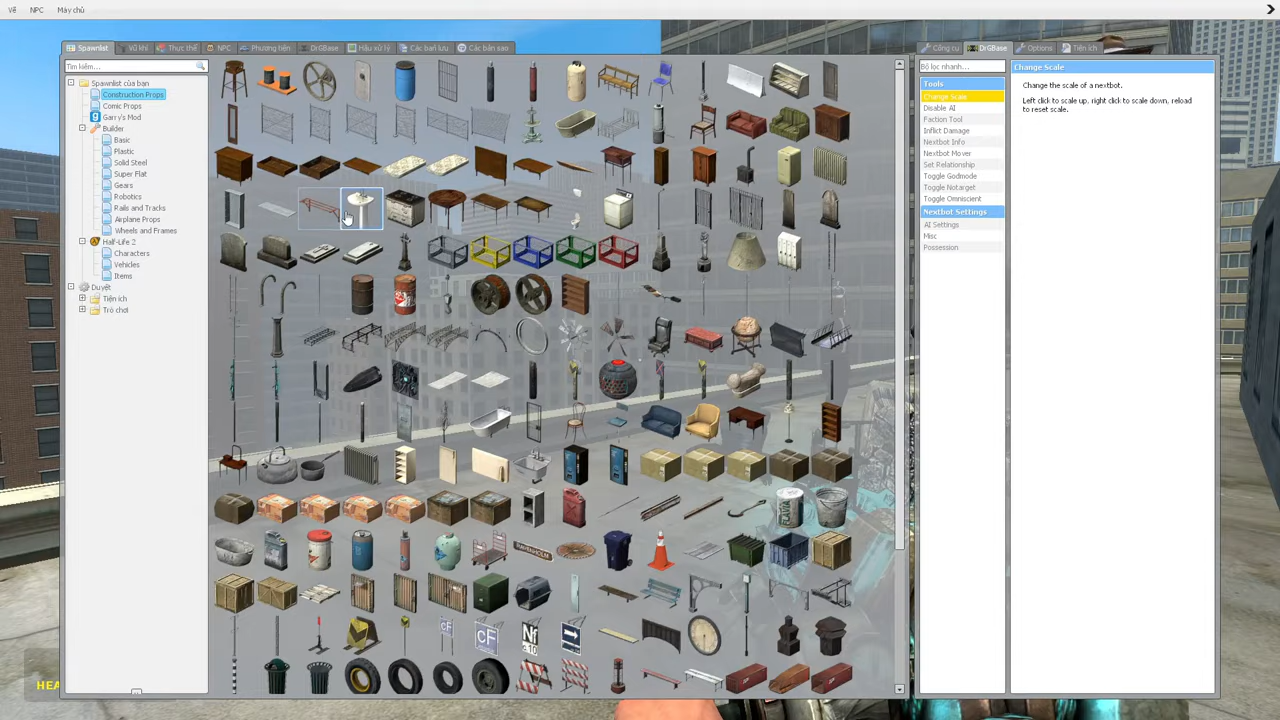 Vẽ NPC Máy chủ
Spawnlist Vũ khí Thực thể NPC Phương tiện DrGBase Hậu xử lý Các bản lưu Các bản sao
Tìm kiếm...
Spawnlist của bạn
Construction Props
Comic Props
Garry's Mod
Builder
Basic
Plastic
Solid Steel
Super Flat
Gears
Robotics
Rails and Tracks
Airplane Props
Wheels and Frames
Half-Life 2
Characters
Vehicles
Items
Duyệt
Tiện ích
Trò chơi
RAVENHOLM
cF
cF
Nf
c.10
Công cụ DrGBase Options Tiện ích
Bộ lọc nhanh...
Tools
Change Scale
Disable AI
Faction Tool
Inflict Damage
Nextbot Info
Nextbot Mover
Set Relationship
Toggle Godmode
Toggle Notarget
Toggle Omniscient
Nextbot Settings
AI Settings
Misc
Possession
Change Scale
Change the scale of a nextbot.
Left click to scale up, right click to scale down, reload
to reset scale.
HEA